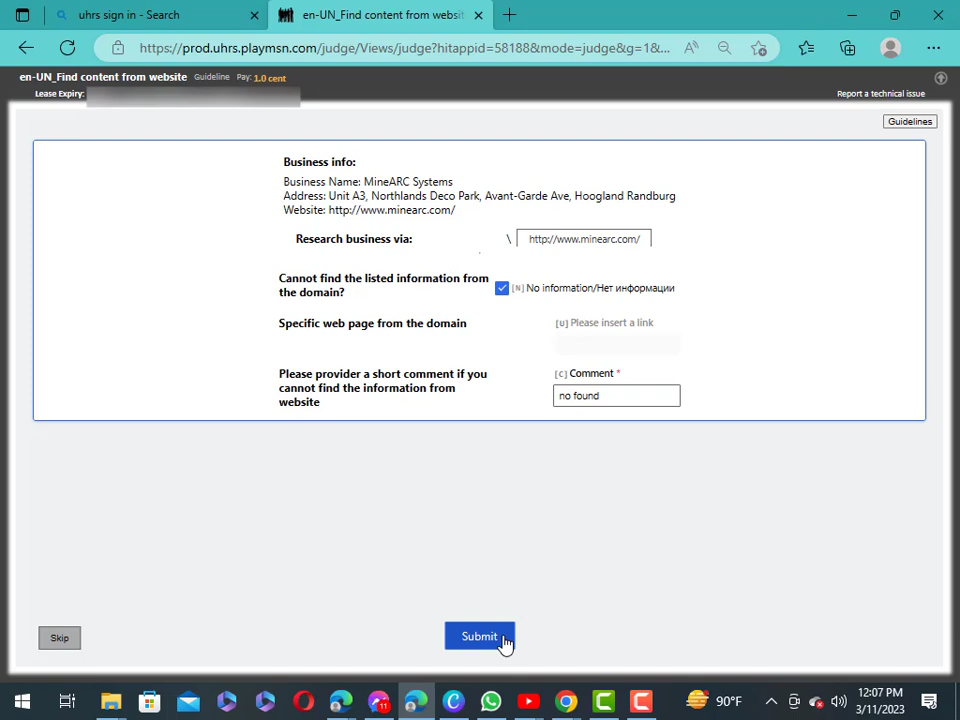 uhrs sign in - Search
en-UN_Find content from websit
https://prod.uhrs.playmsn.com/judge/Views/judge?hitappid=58188&mode=judge&g=1&...
en-UN_Find content from website Guideline Pay: 1.0 cent
Lease Expiry:
Report a technical issue
Guidelines
Business info:
Business Name: MineARC Systems
Address: Unit A3, Northlands Deco Park, Avant-Garde Ave, Hoogland Randburg
Website: http://www.minearc.com/
Research business via: \ http://www.minearc.com/
Cannot find the listed information from
the domain?
[N] No information/Нет информации
Specific web page from the domain
[U] Please insert a link
Please provider a short comment if you
cannot find the information from
website
[C] Comment *
no found
Skip
Submit
11
90°F
12:07 PM
3/11/2023